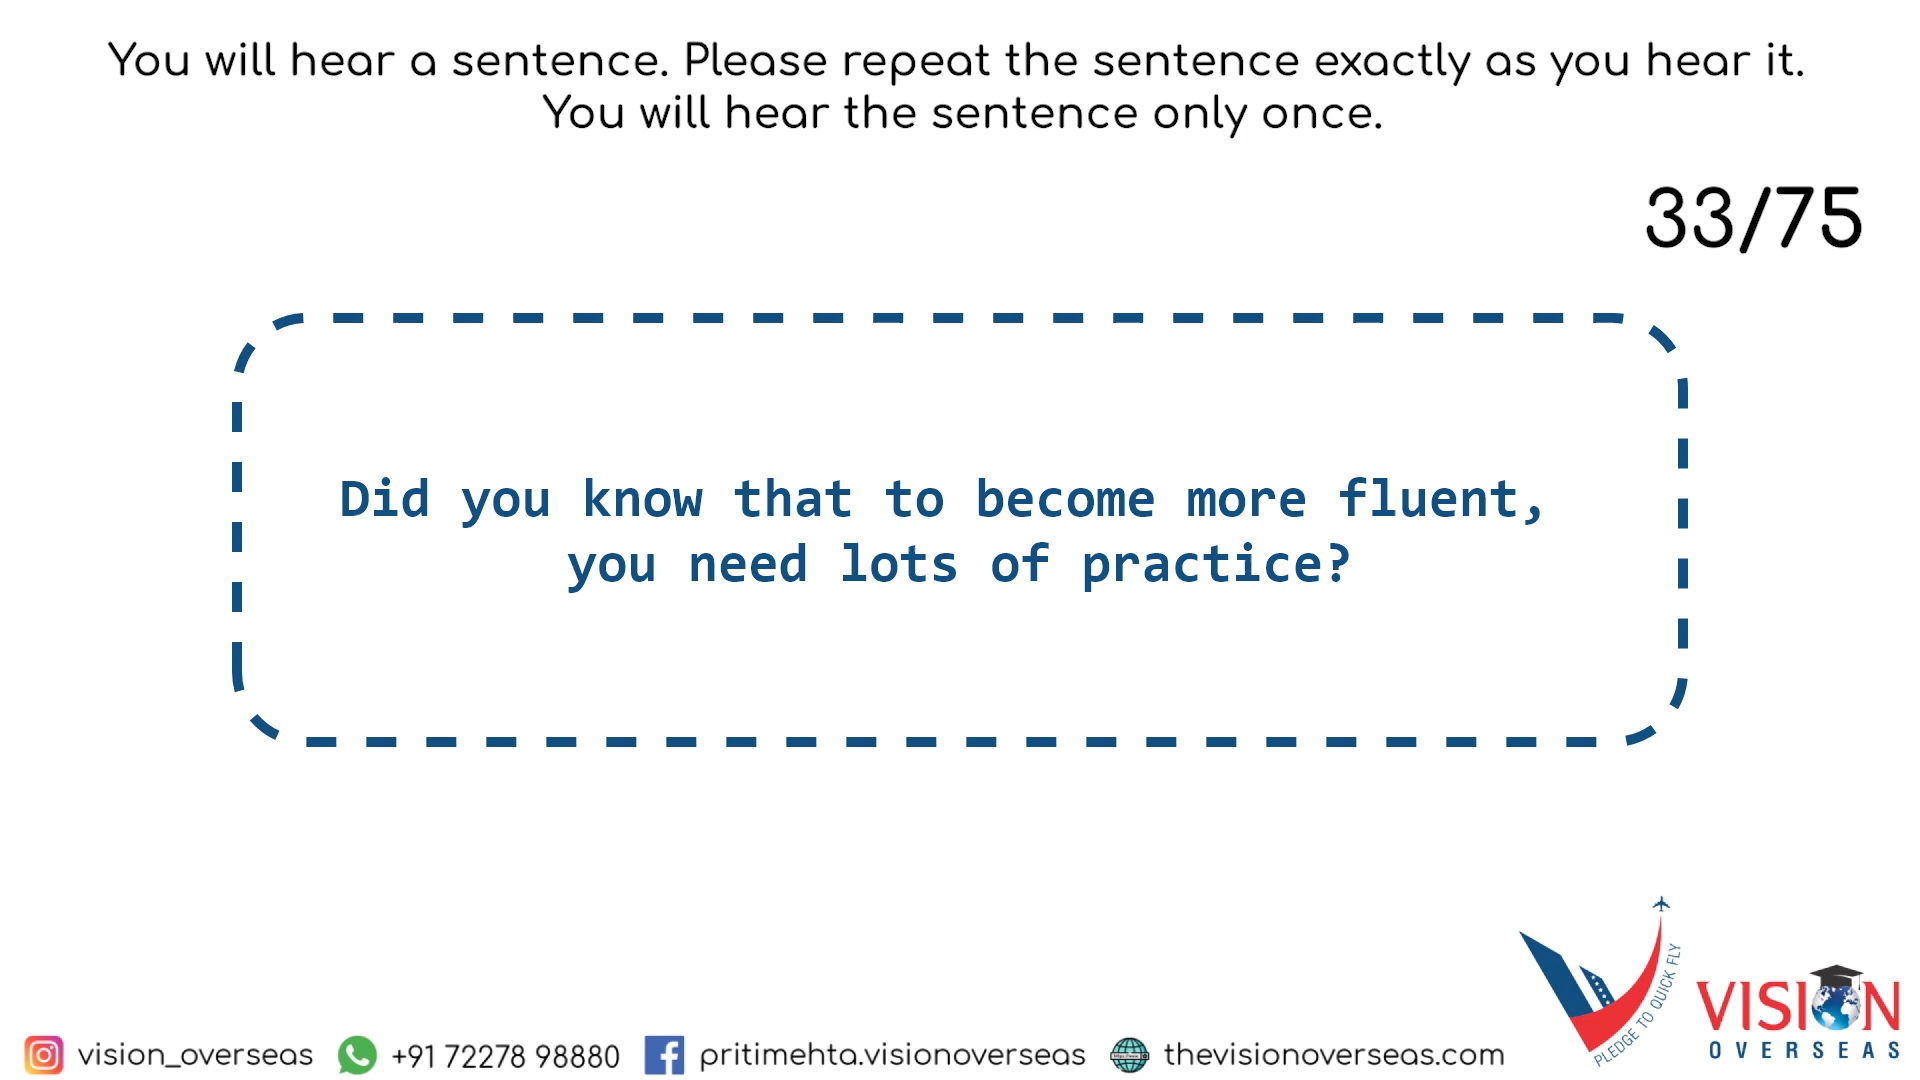 You will hear a sentence. Please repeat the sentence exactly as you hear it.
You will hear the sentence only once.
33/75
Did you know that to become more fluent,
you need lots of practice?
PLEDGE TO QUICK FLY
VISION
OVERSEAS
vision_overseas
+91 72278 98880
pritimehta.visionoverseas
thevisionoverseas.com